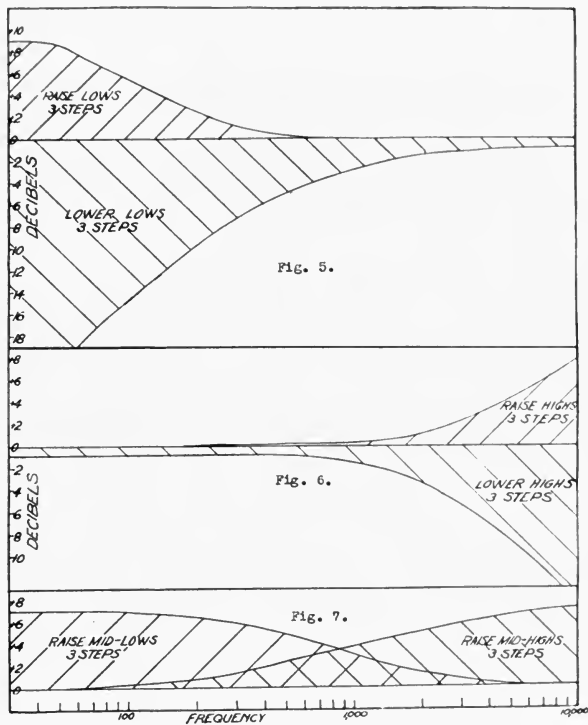 +10
+8
+6
+4
+2
0
-2
-4
-6
-8
-10
-12
-14
-16
-18
DECIBELS
RAISE LOWS
3 STEPS
LOWER LOWS
3 STEPS
Fig. 5.
+8
+6
+4
+2
0
-2
-4
-6
-8
-10
DECIBELS
RAISE HIGHS
3 STEPS
LOWER HIGHS
3 STEPS
Fig. 6.
+8
+6
+4
+2
0
Fig. 7.
RAISE MID-LOWS
3 STEPS
RAISE MID-HIGHS
3 STEPS
100
FREQUENCY
1,000
10,000